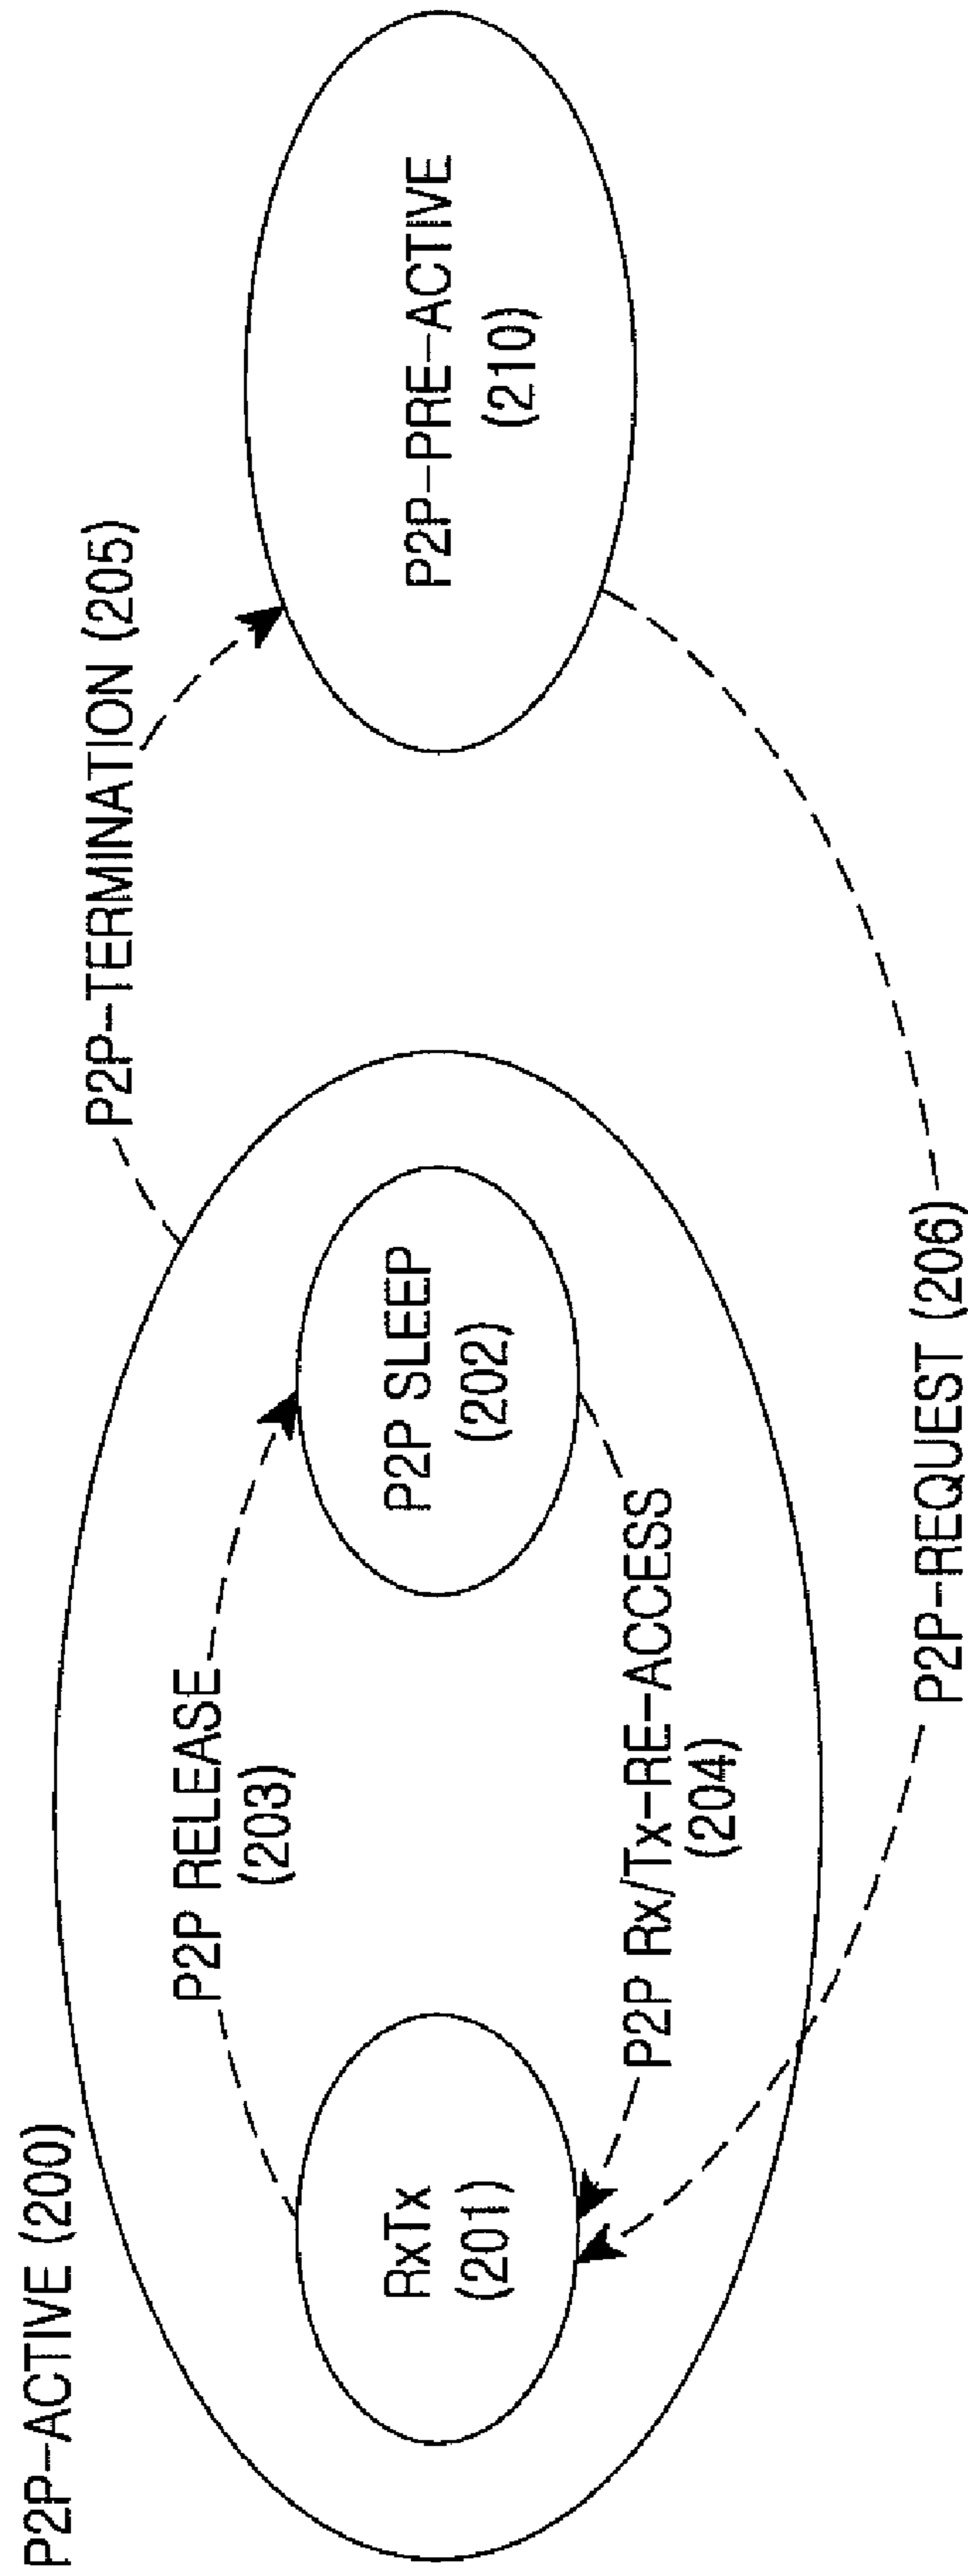 P2P-ACTIVE (200)
P2P-TERMINATION (205)
P2P RELEASE
(203)
RxTx
(201)
P2P SLEEP
(202)
P2P-PRE-ACTIVE
(210)
P2P Rx/Tx-RE-ACCESS
(204)
P2P-REQUEST (206)